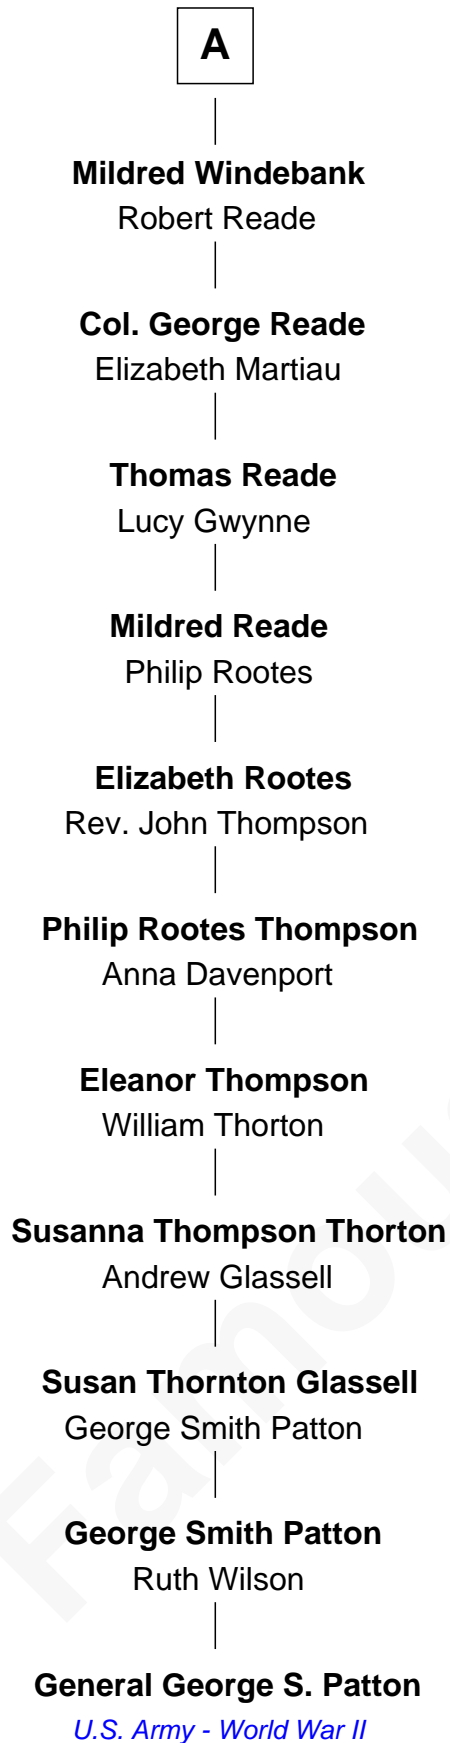 A
Mildred Windebank
Robert Reade
Col. George Reade
Elizabeth Martiau
Thomas Reade
Lucy Gwynne
Mildred Reade
Philip Rootes
Elizabeth Rootes
Rev. John Thompson
Philip Rootes Thompson
Anna Davenport
Eleanor Thompson
William Thorton
Susanna Thompson Thorton
Andrew Glassell
Susan Thornton Glassell
George Smith Patton
George Smith Patton
Ruth Wilson
General George S. Patton
U.S. Army - World War II
Famou